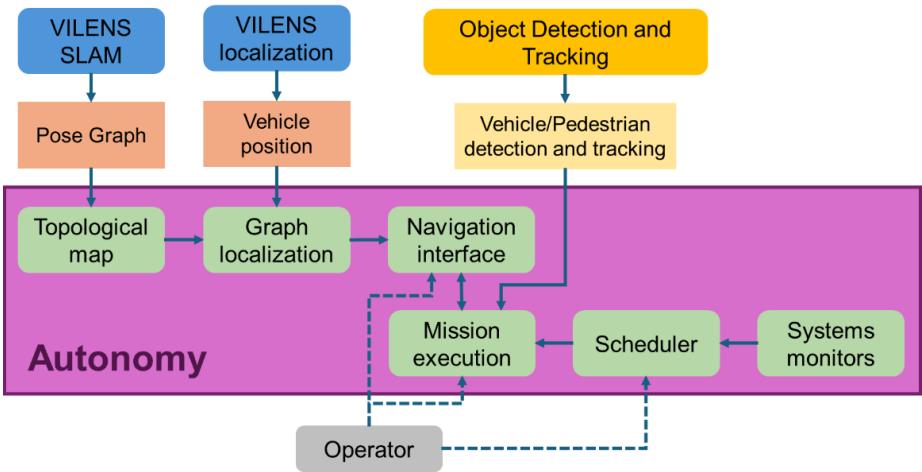 VILENS
SLAM
VILENS
localization
Object Detection and
Tracking
Pose Graph
Vehicle
position
Vehicle/Pedestrian
detection and tracking
Topological
map
Graph
localization
Navigation
interface
Mission
execution
Scheduler
Systems
monitors
Autonomy
Operator